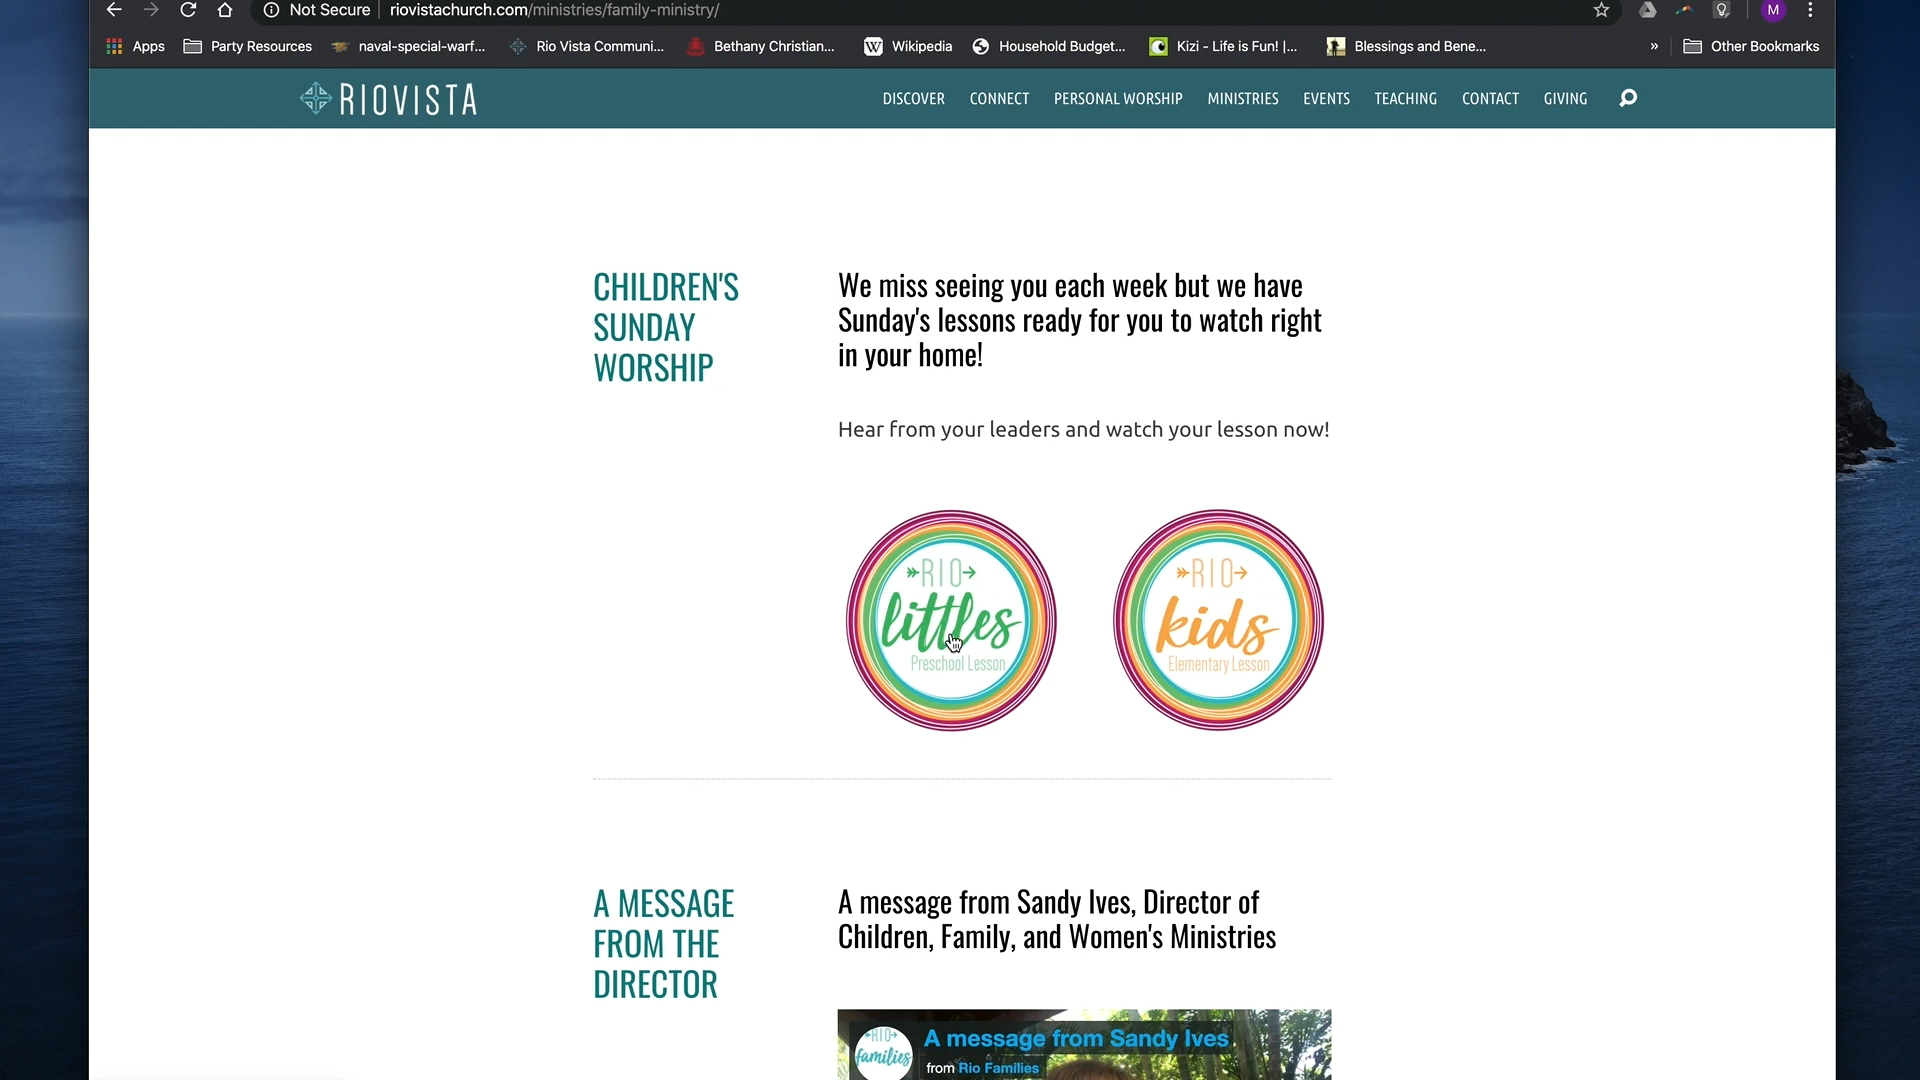 Not Secure riovistachurch.com/ministries/family-ministry/ M
Apps Party Resources naval-special-warf... Rio Vista Communi... Bethany Christian... W Wikipedia Household Budget... Kizi - Life is Fun! |... Blessings and Bene... » Other Bookmarks
RIOVISTA DISCOVER CONNECT PERSONAL WORSHIP MINISTRIES EVENTS TEACHING CONTACT GIVING
CHILDREN'S
SUNDAY
WORSHIP
We miss seeing you each week but we have
Sunday's lessons ready for you to watch right
in your home!
Hear from your leaders and watch your lesson now!
RIO
littles
Preschool Lesson
RIO
kids
Elementary Lesson
A MESSAGE
FROM THE
DIRECTOR
A message from Sandy Ives, Director of
Children, Family, and Women's Ministries
RIO
families
A message from Sandy Ives
from Rio Families